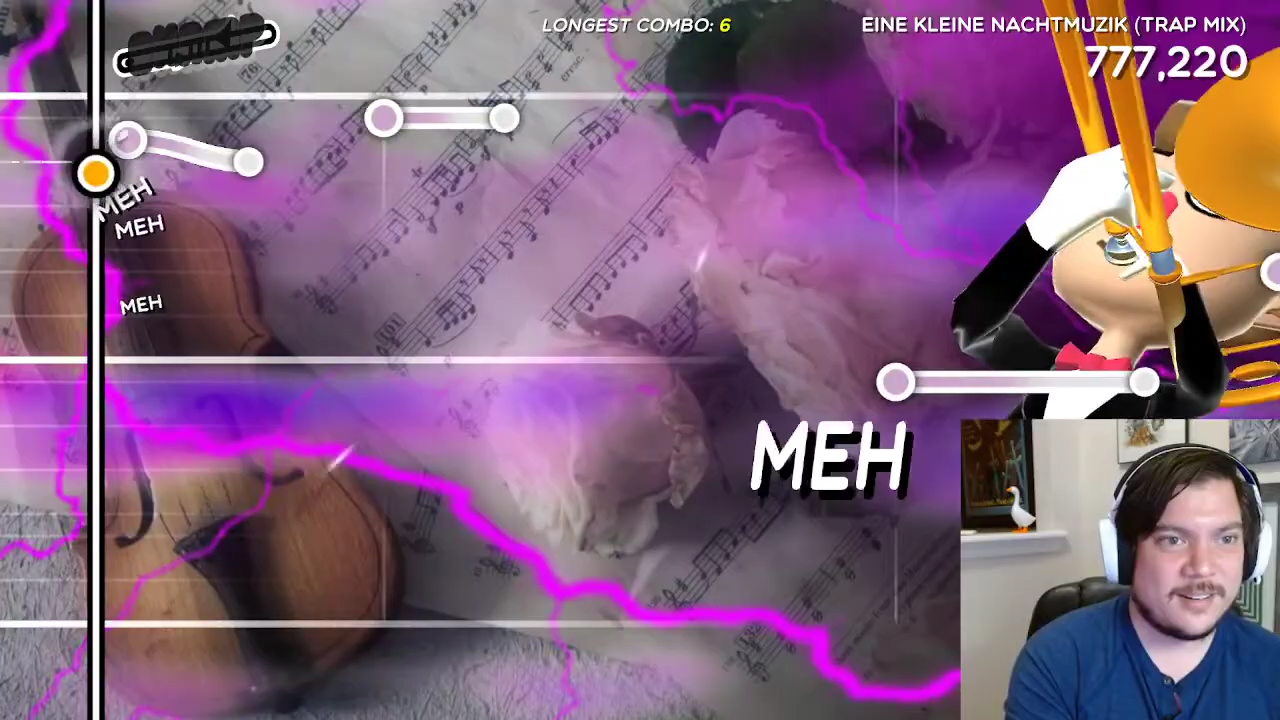 LONGEST COMBO: 6
EINE KLEINE NACHTMUZIK (TRAP MIX)
777,220
MEH
MEH
MEH
MEH